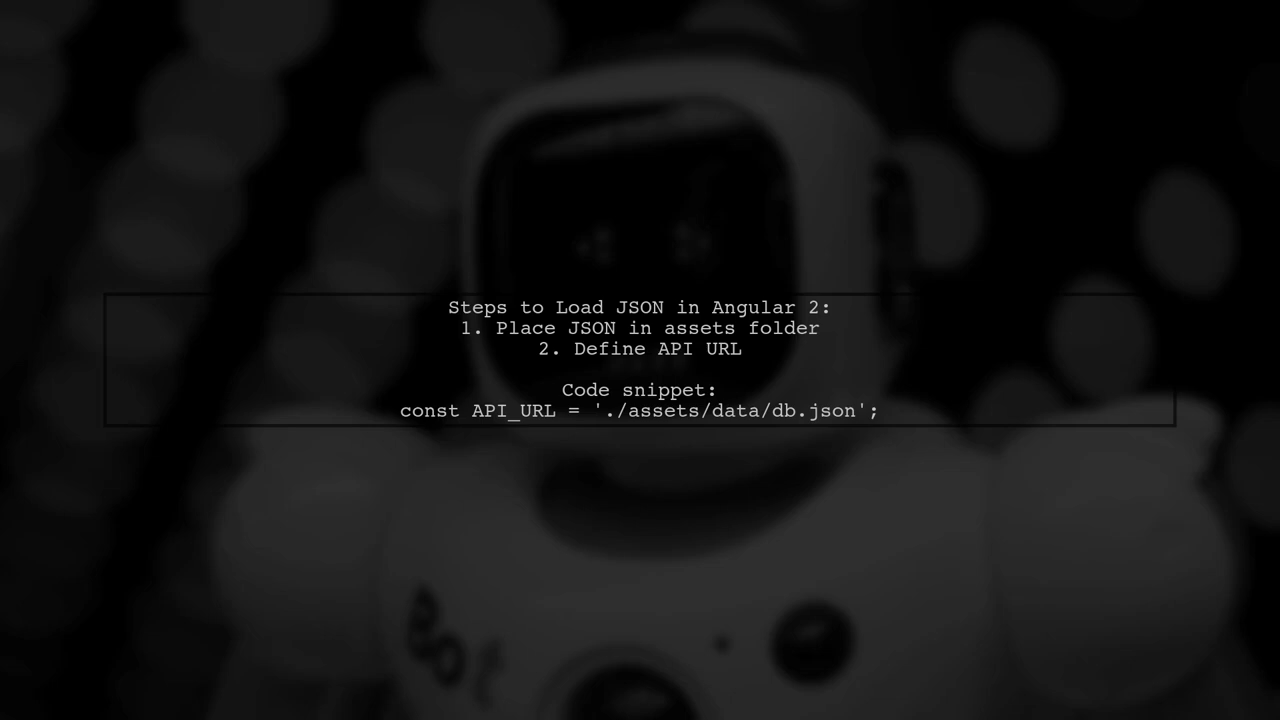 Steps to Load JSON in Angular 2:
1. Place JSON in assets folder
2. Define API URL
Code snippet:
const API_URL = './assets/data/db.json';
Bot